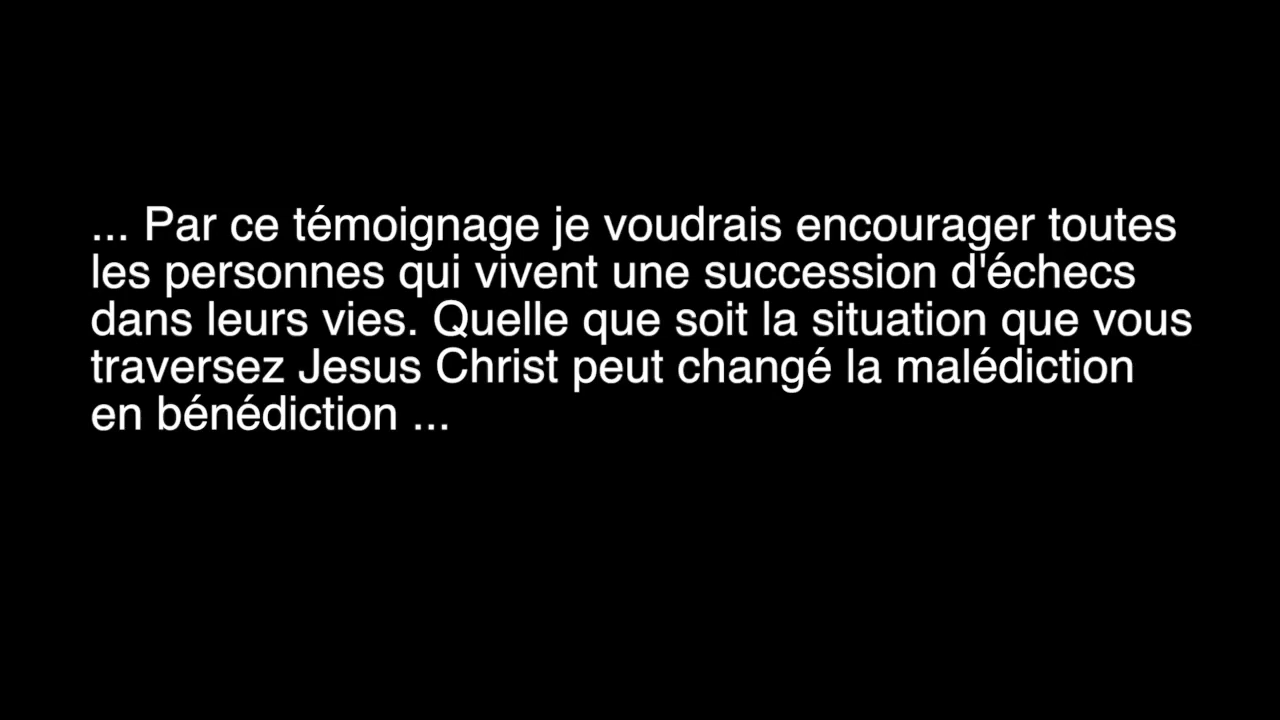 ... Par ce témoignage je voudrais encourager toutes
les personnes qui vivent une succession d'échecs
dans leurs vies. Quelle que soit la situation que vous
traversez Jesus Christ peut changé la malédiction
en bénédiction ...